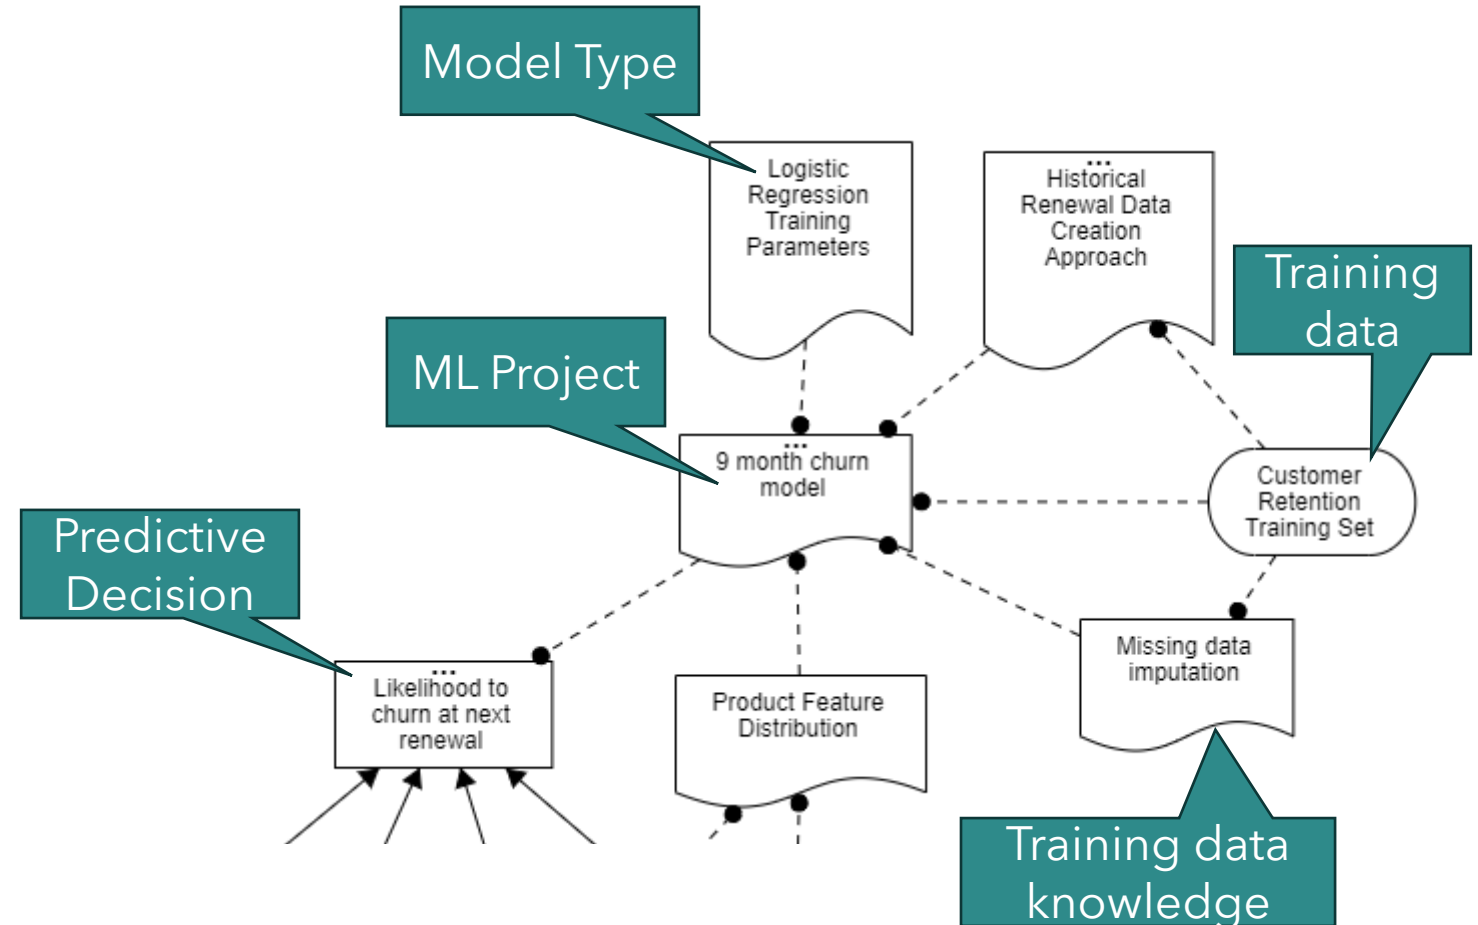 Model Type
Logistic
Regression
Training
Parameters
...
Historical
Renewal Data
Creation
Approach
Training
data
ML Project
...
9 month churn
model
Customer
Retention
Training Set
Predictive
Decision
...
Likelihood to
churn at next
renewal
Product Feature
Distribution
Missing data
imputation
Training data
knowledge